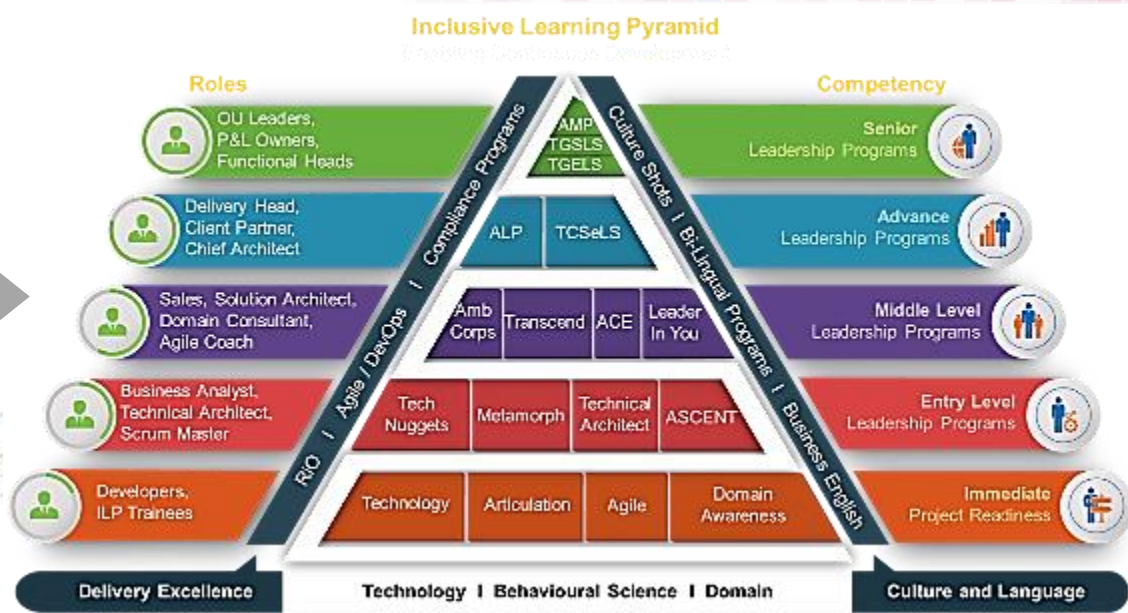 Inclusive Learning Pyramid
Enabling Continuous Development
Roles
Competency
OU Leaders,
P&L Owners,
Functional Heads
AMP
TGSLS
TGELS
Senior
Leadership Programs
Delivery Head,
Client Partner,
Chief Architect
ALP
TCSeLS
Advance
Leadership Programs
Sales, Solution Architect,
Domain Consultant,
Agile Coach
Amb
Corps
Transcend
ACE
Leader
In You
Middle Level
Leadership Programs
Business Analyst,
Technical Architect,
Scrum Master
Tech
Nuggets
Metamorph
Technical
Architect
ASCENT
Entry Level
Leadership Programs
Developers,
ILP Trainees
Technology
Articulation
Agile
Domain
Awareness
Immediate
Project Readiness
RiO I Agile / DevOps I Compliance Programs
Culture Shots I Bi-Lingual Programs I Business English
Delivery Excellence
Technology I Behavioural Science I Domain
Culture and Language